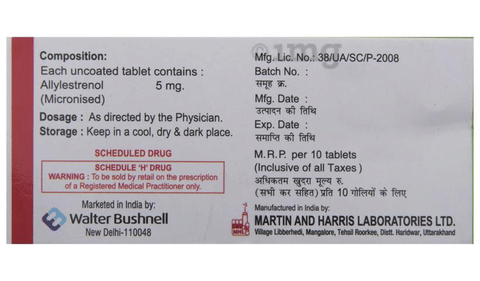 Composition:
Each uncoated tablet contains :
Allylestrenol 5 mg.
(Micronised)
Dosage : As directed by the Physician.
Storage : Keep in a cool, dry & dark place.
SCHEDULED DRUG
SCHEDULE 'H' DRUG
WARNING : To be sold by retail on the prescription
of a Registered Medical Practitioner only.
Marketed in India by:
Walter Bushnell
New Delhi-110048
1mg
Mfg. Lic. No.: 38/UA/SC/P-2008
Batch No. :
समूह क्र.
Mfg. Date :
उत्पादन की तिथि
Exp. Date :
समाप्ति की तिथि
M.R.P. per 10 tablets
(Inclusive of all Taxes )
अधिकतम खुदरा मूल्य रु.
(सभी कर सहित) प्रति 10 गोलियों के लिए
Manufactured in India by:
MHL
MARTIN AND HARRIS LABORATORIES LTD.
Village Libberhedi, Mangalore, Tehsil Roorkee, Distt. Haridwar, Uttarakhand